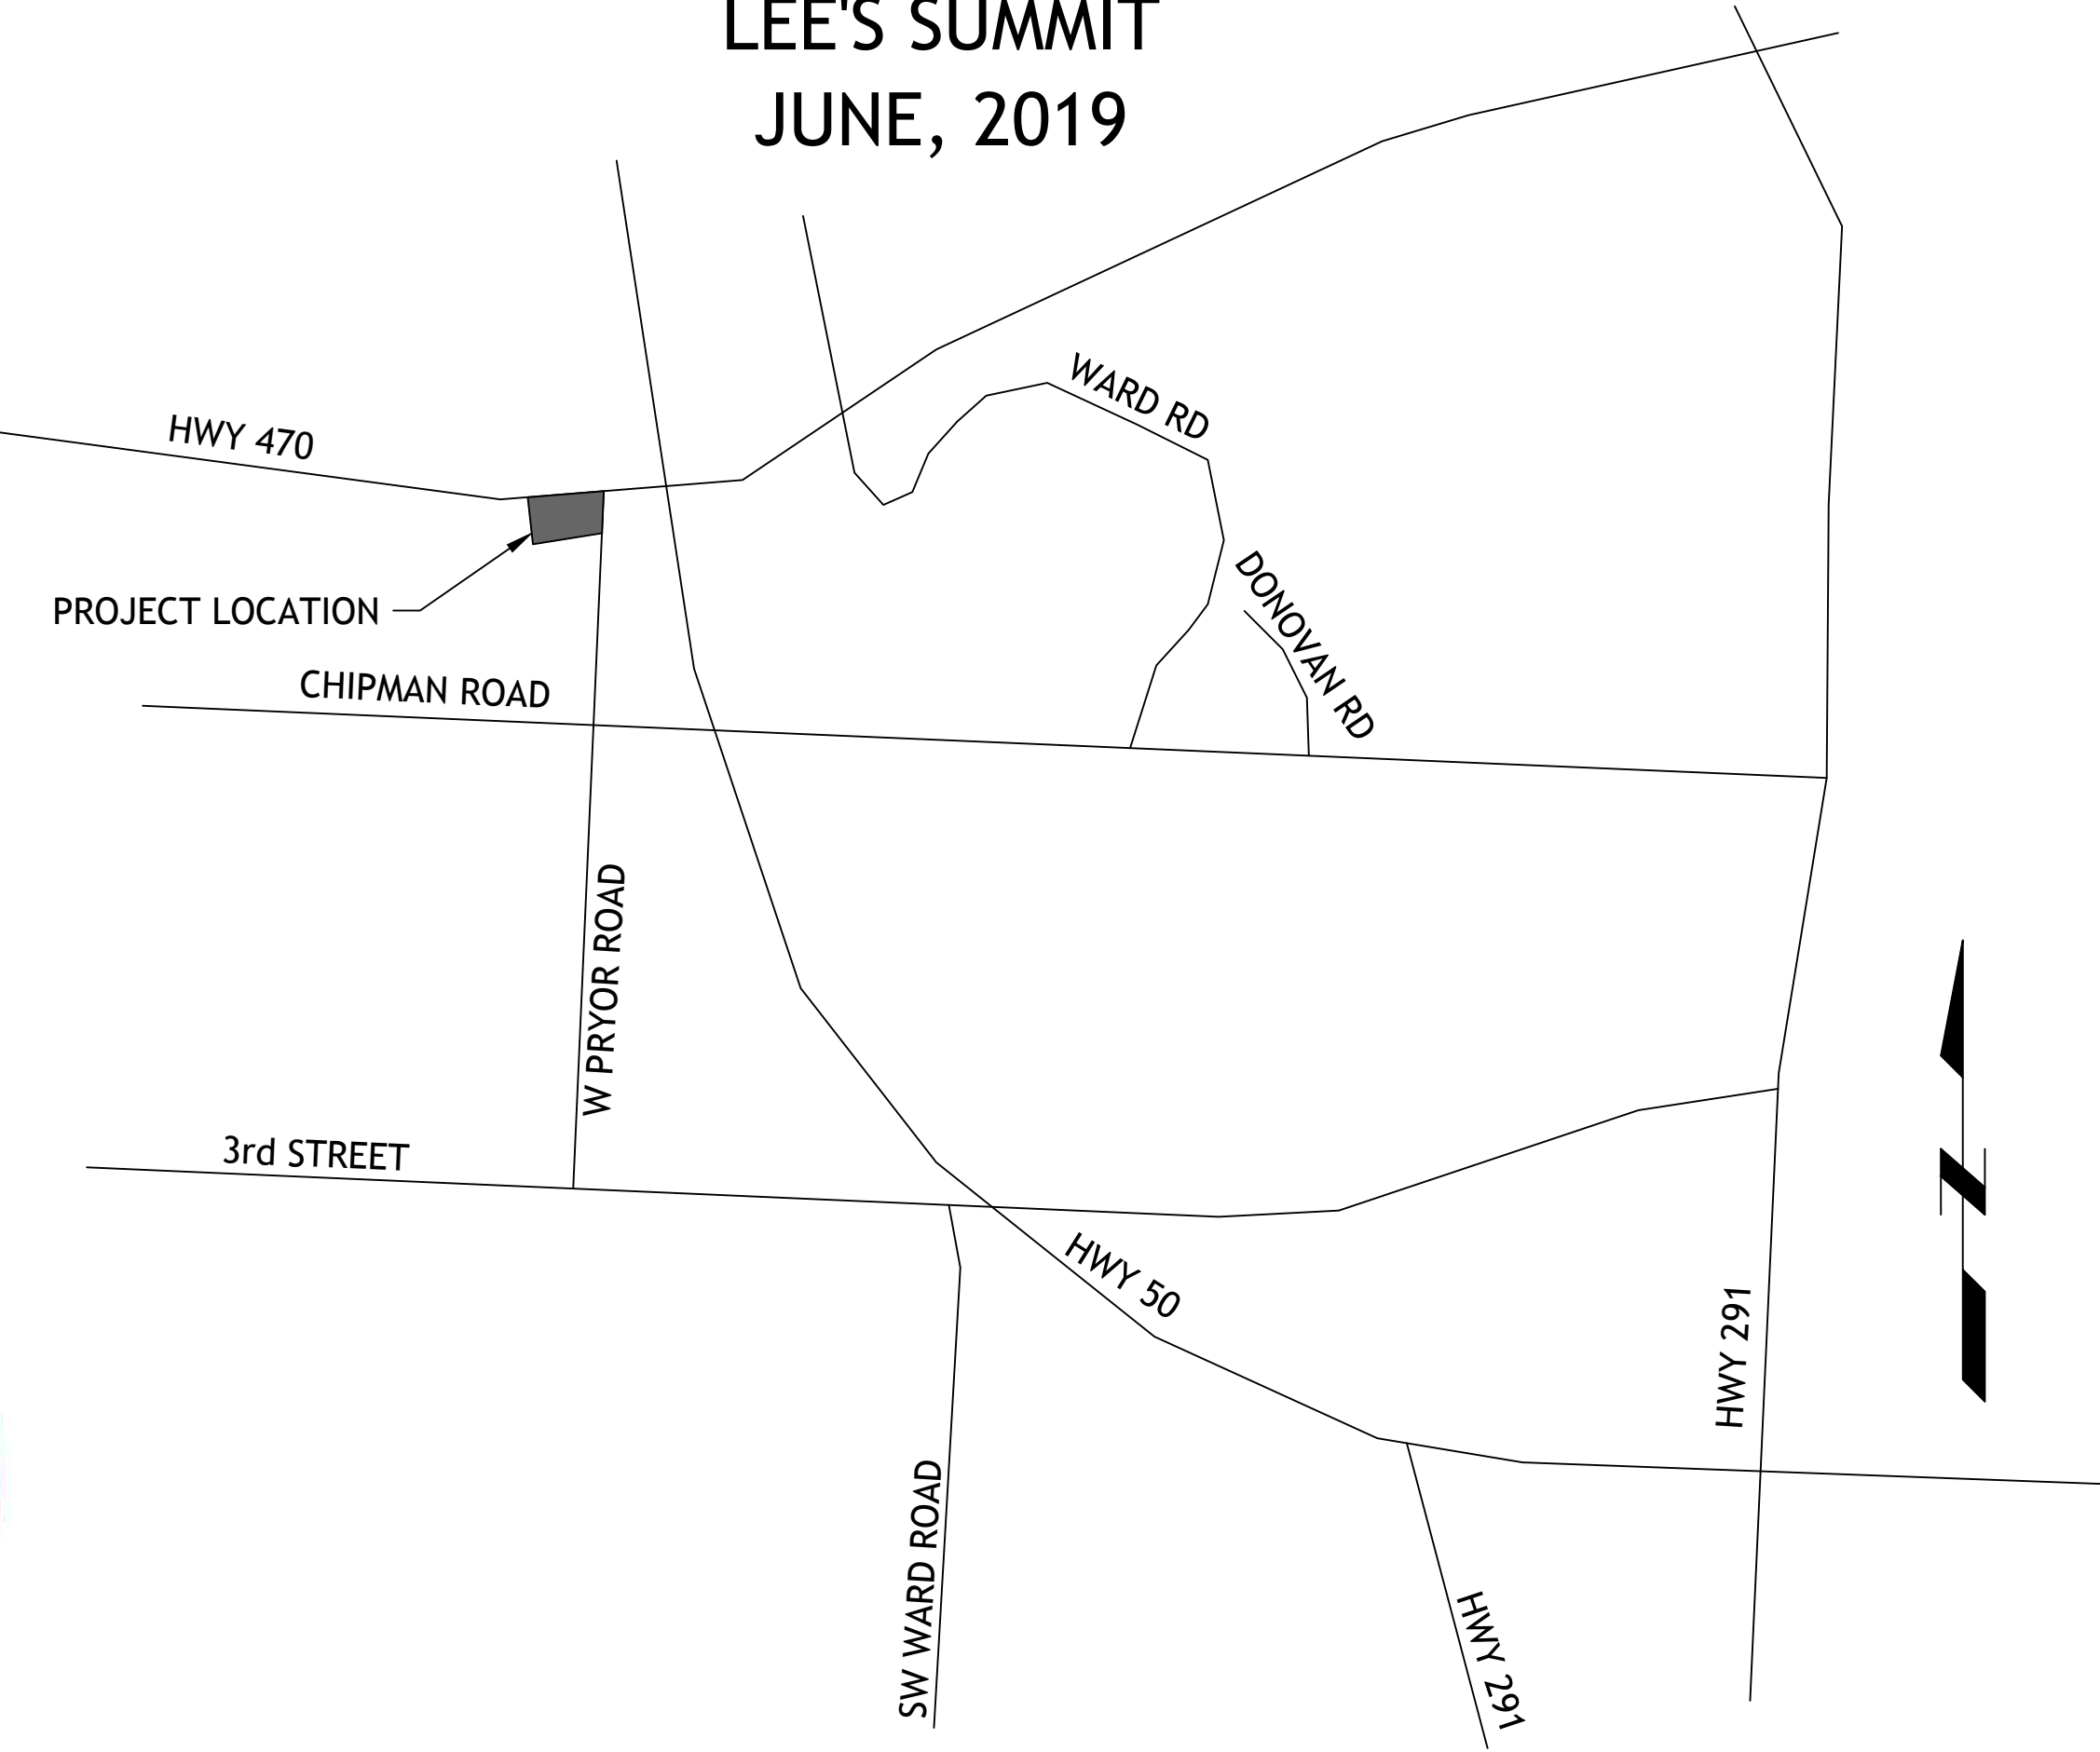 LEE'S SUMMIT
JUNE, 2019
WARD RD
HWY 470
DONOVAN RD
PROJECT LOCATION
CHIPMAN ROAD
W PRYOR ROAD
3rd STREET
HWY 50
HWY 291
SW WARD ROAD
HWY 291
N